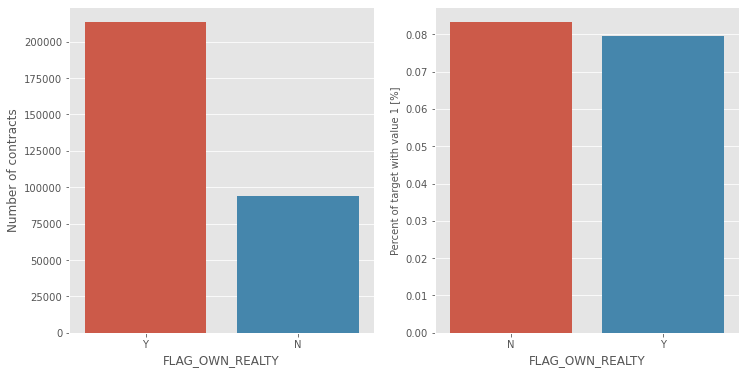 Number of contracts
200000
175000
150000
125000
100000
75000
50000
25000
0
Y
N
FLAG_OWN_REALTY
Percent of target with value 1 [%]
0.08
0.07
0.06
0.05
0.04
0.03
0.02
0.01
0.00
N
Y
FLAG_OWN_REALTY